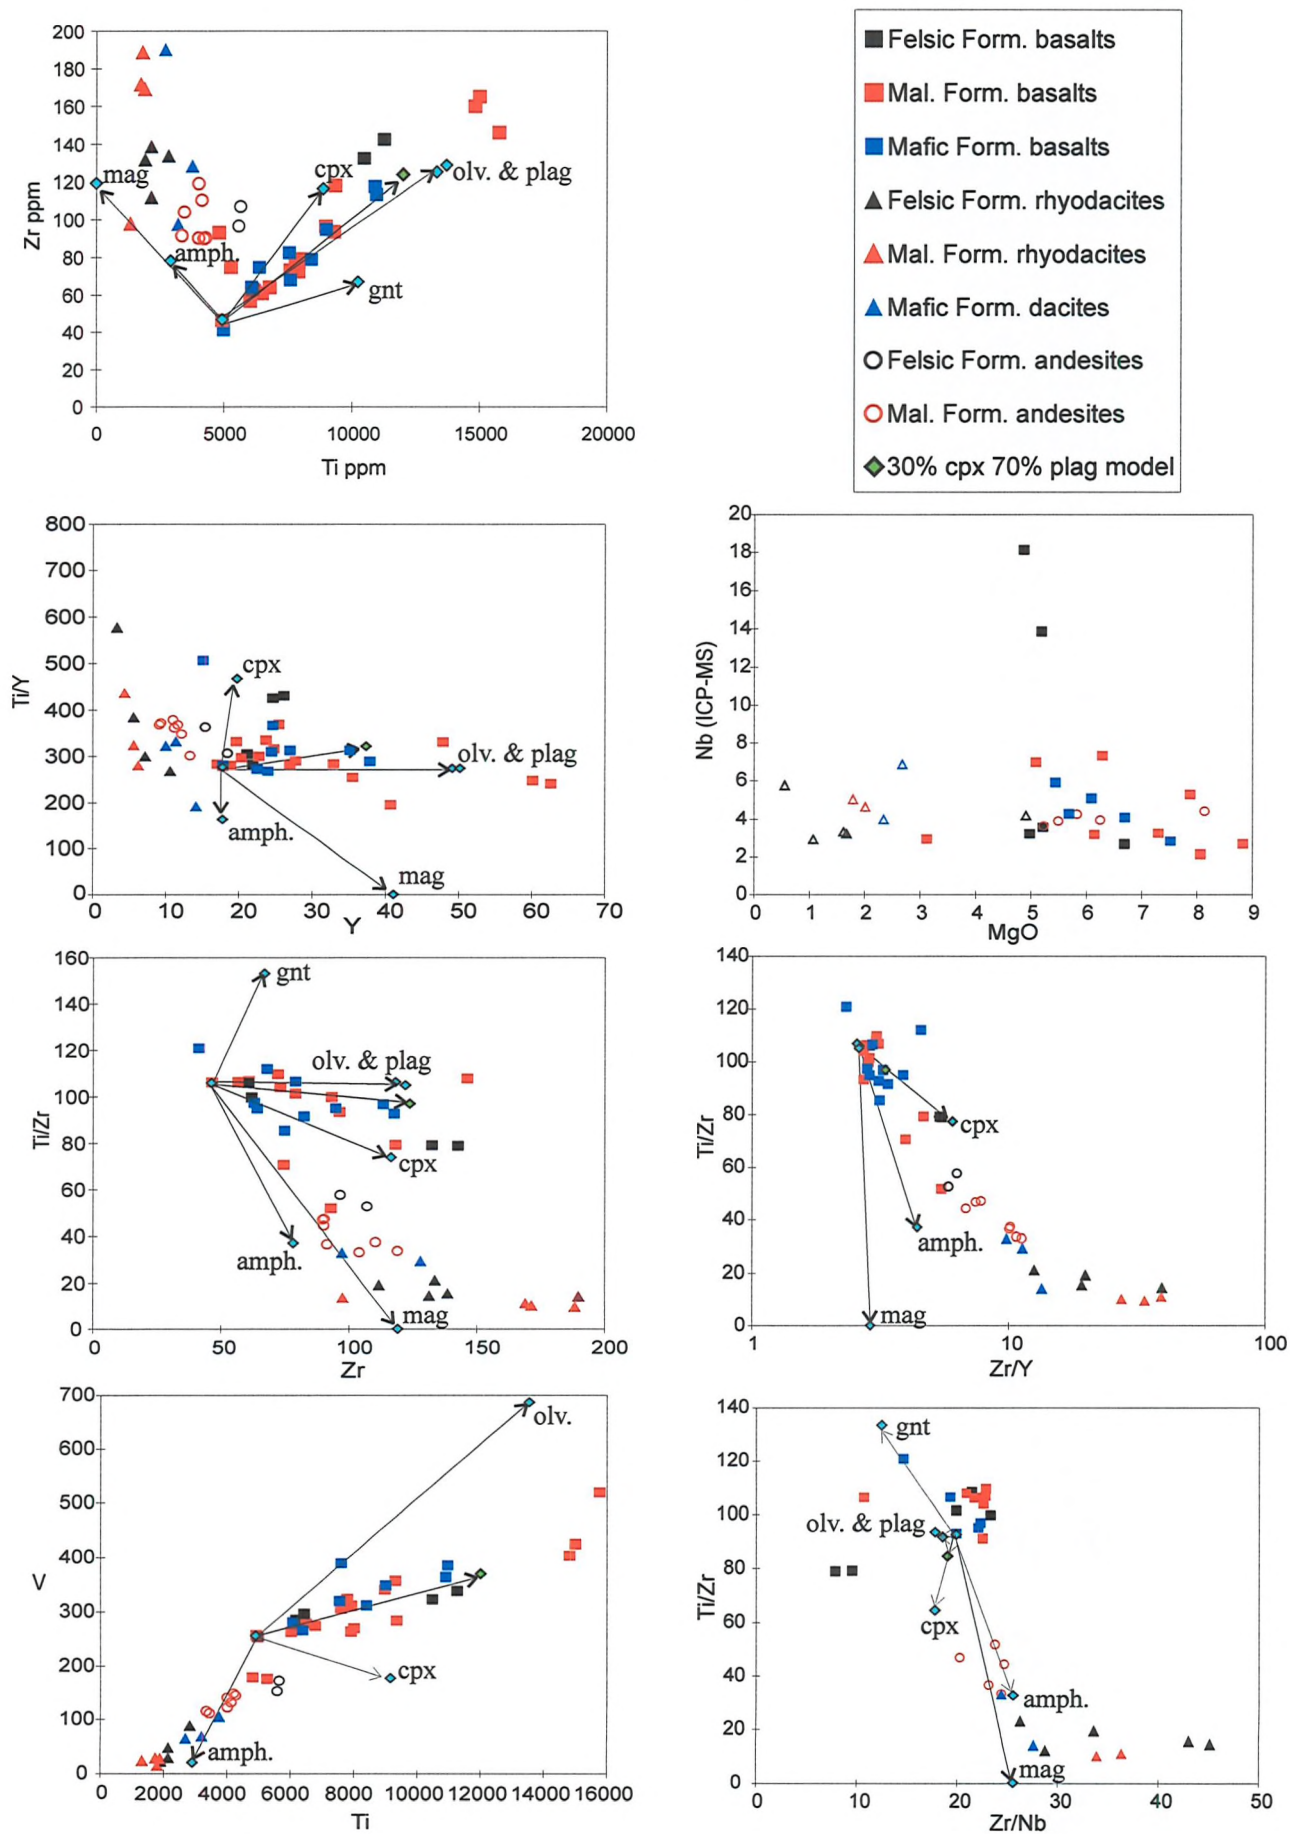 200
180
160
140
120
100
80
60
40
20
0
Zr ppm
mag
amph.
cpx
olv. & plag
gnt
0 5000 10000 15000 20000
Ti ppm
Felsic Form. basalts
Mal. Form. basalts
Mafic Form. basalts
Felsic Form. rhyodacites
Mal. Form. rhyodacites
Mafic Form. dacites
Felsic Form. andesites
Mal. Form. andesites
30% cpx 70% plag model
800
700
600
500
400
300
200
100
0
Ti/Y
cpx
olv. & plag
amph.
mag
0 10 20 30 40 50 60 70
Y
20
18
16
14
12
10
8
6
4
2
0
Nb (ICP-MS)
0 1 2 3 4 5 6 7 8 9
MgO
160
140
120
100
80
60
40
20
0
Ti/Zr
gnt
olv. & plag
cpx
amph.
mag
0 50 100 150 200
Zr
140
120
100
80
60
40
20
0
Ti/Zr
cpx
amph.
mag
1 10 100
Zr/Y
700
600
500
400
300
200
100
0
V
olv.
cpx
amph.
0 2000 4000 6000 8000 10000 12000 14000 16000
Ti
140
120
100
80
60
40
20
0
Ti/Zr
gnt
olv. & plag
cpx
amph.
mag
0 10 20 30 40 50
Zr/Nb